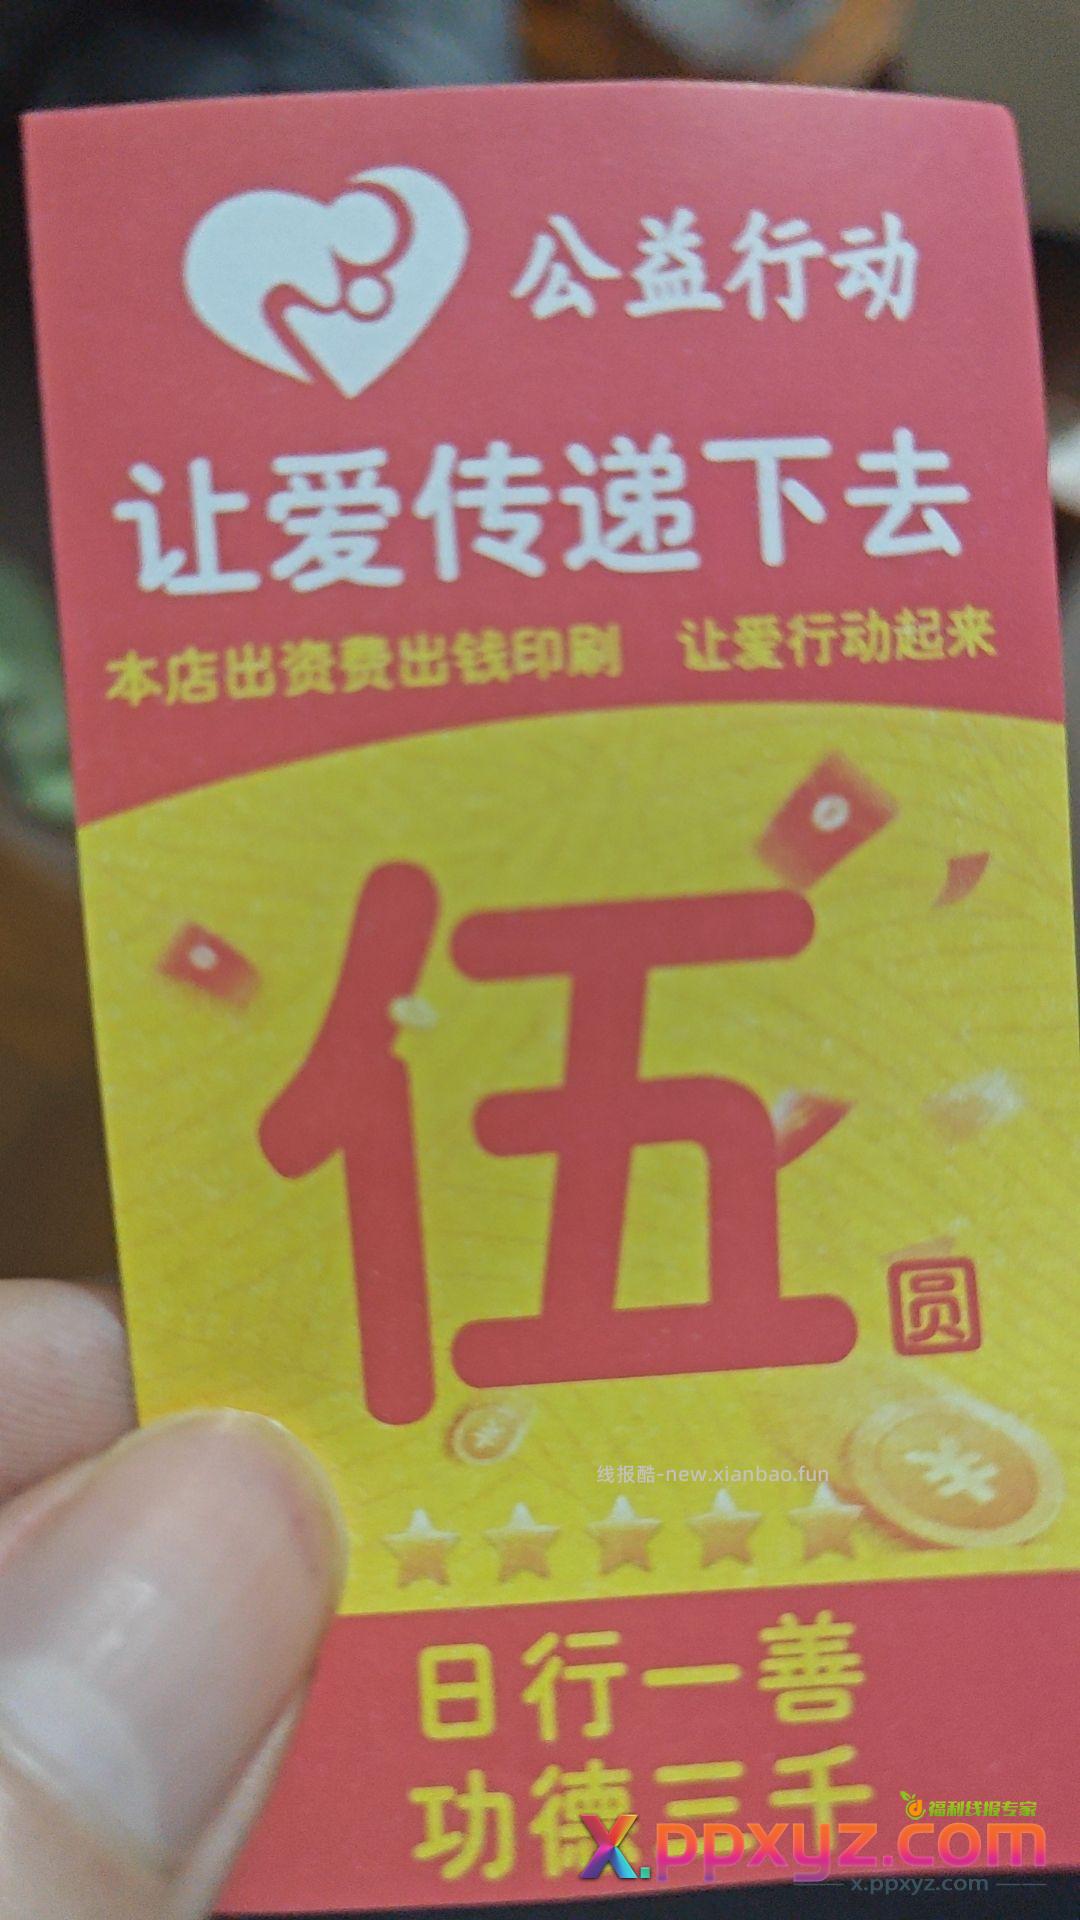 公益行动
让爱传递下去
本店出资费出钱印刷 让爱行动起来
伍
圆
线报酷-new.xianbao.fun
日行一善
功德三千
福利线报专家
x.ppxyz.com
x.ppxyz.com